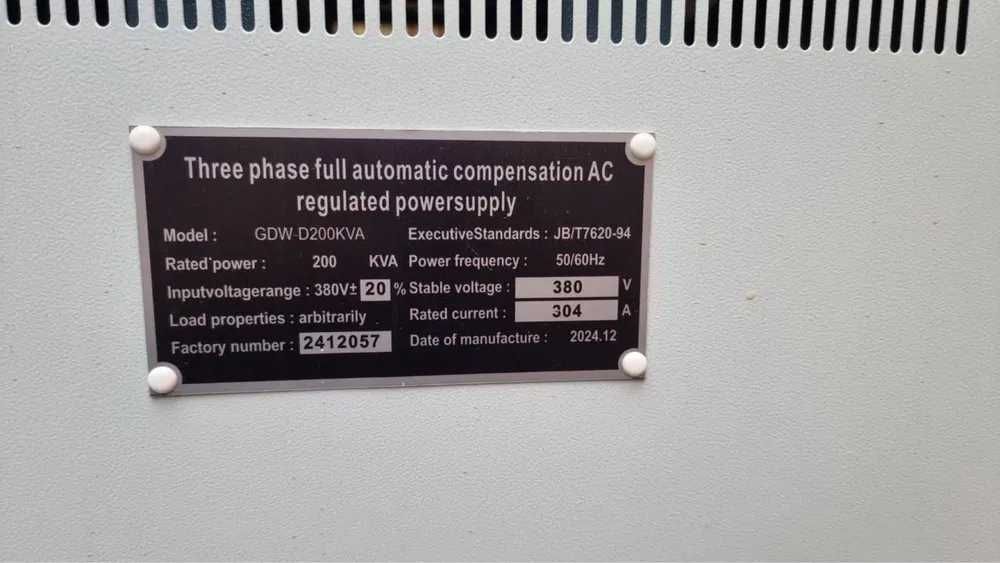 Three phase full automatic compensation AC
regulated powersupply
Model : GDW-D200KVA ExecutiveStandards : JB/T7620-94
Rated power : 200 KVA Power frequency : 50/60Hz
Inputvoltagerange : 380V± 20 % Stable voltage : 380 V
Load properties : arbitrarily Rated current : 304 A
Factory number : 2412057 Date of manufacture : 2024.12